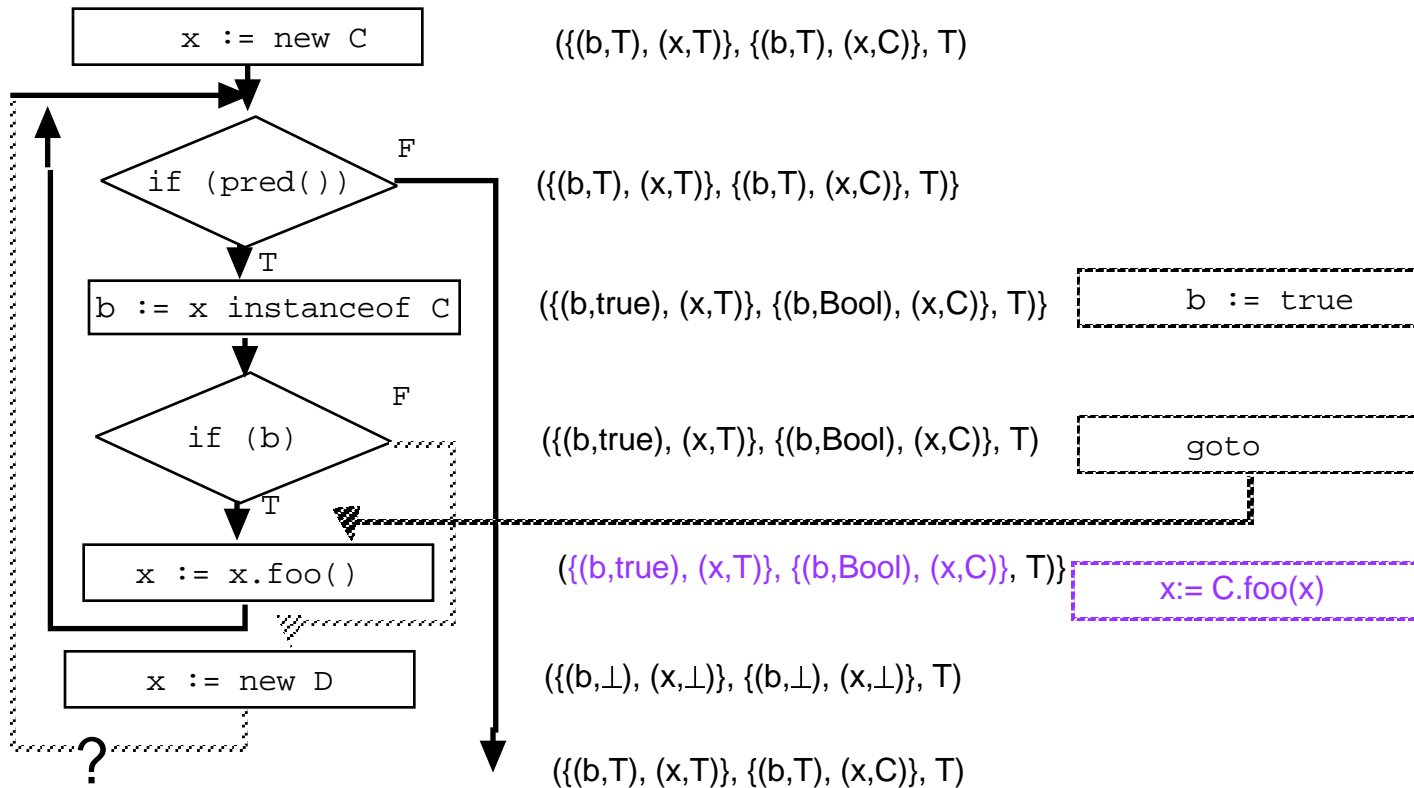 x := new C
({(b,T), (x,T)}, {(b,T), (x,C)}, T)
F
if (pred())
({(b,T), (x,T)}, {(b,T), (x,C)}, T)}
T
b := x instanceof C
({(b,true), (x,T)}, {(b,Bool), (x,C)}, T)}
b := true
F
if (b)
({(b,true), (x,T)}, {(b,Bool), (x,C)}, T)
goto
T
x := x.foo()
({(b,true), (x,T)}, {(b,Bool), (x,C)}, T)}
x:= C.foo(x)
x := new D
({(b,⊥), (x,⊥)}, {(b,⊥), (x,⊥)}, T)
?
({(b,T), (x,T)}, {(b,T), (x,C)}, T)